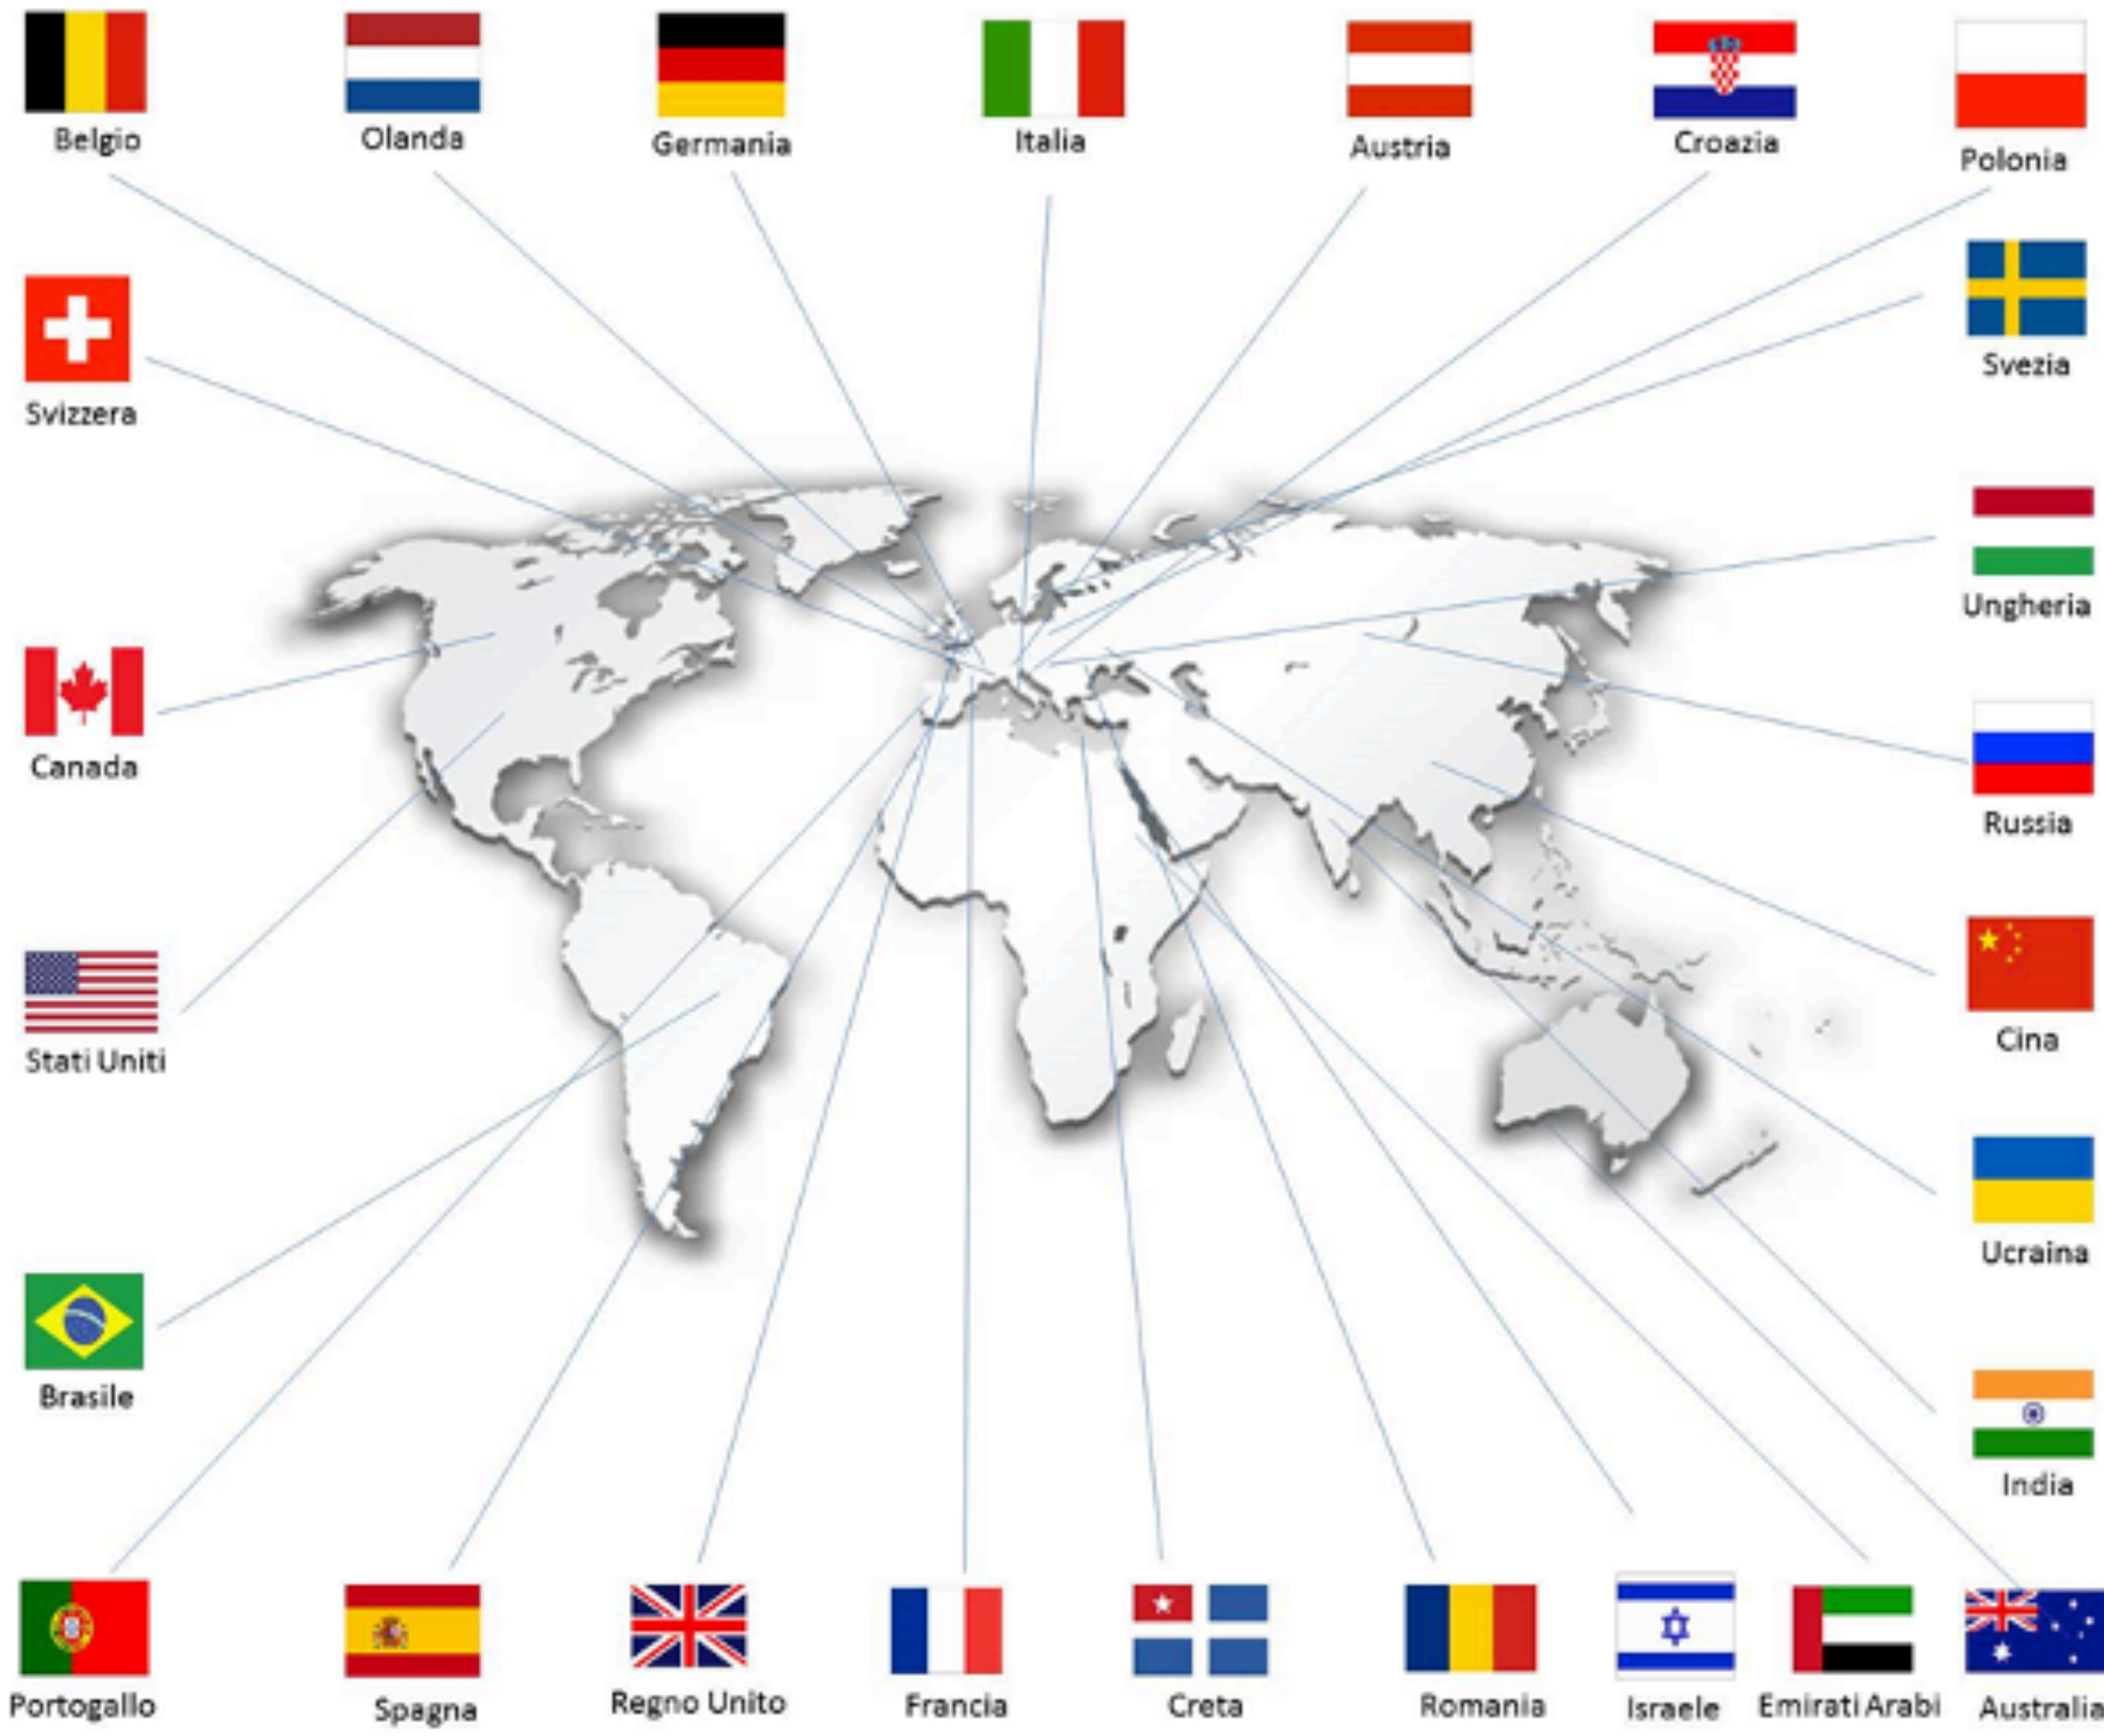 Belgio
Olanda
Germania
Italia
Austria
Croazia
Polonia
Svizzera
Svezia
Ungheria
Canada
Russia
Stati Uniti
Cina
Ucraina
Brasile
India
Portogallo
Spagna
Regno Unito
Francia
Creta
Romania
Israele
Emirati Arabi
Australia